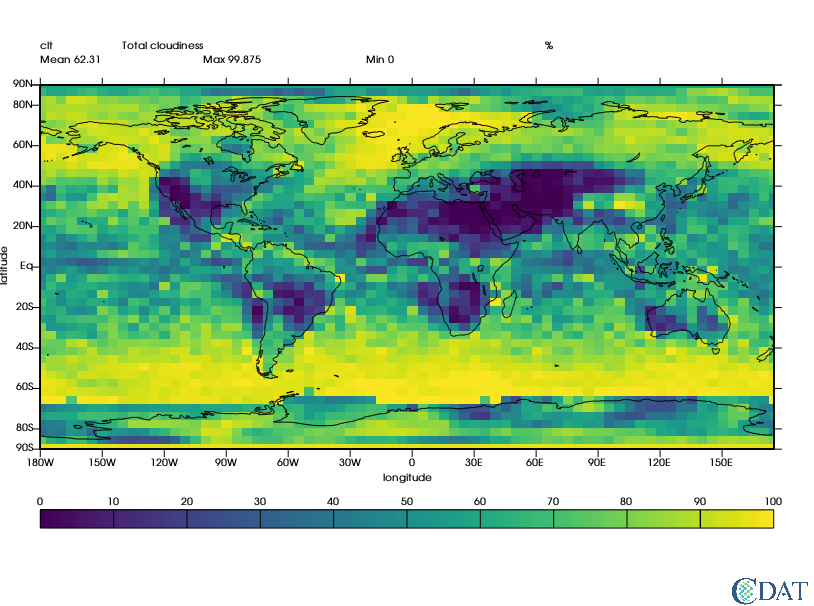 clt Total cloudiness %
Mean 62.31 Max 99.875 Min 0
90N
80N
60N
40N
20N
Eq
20S
40S
60S
80S
90S
latitude
180W 150W 120W 90W 60W 30W 0 30E 60E 90E 120E 150E
longitude
0 10 20 30 40 50 60 70 80 90 100
CDAT